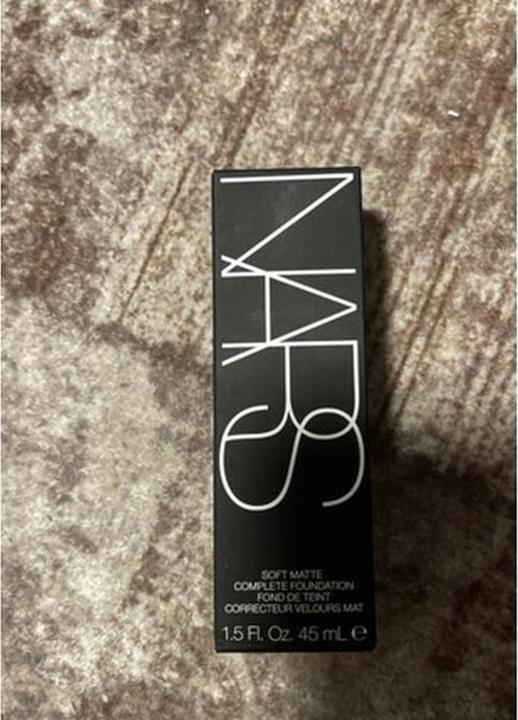 NARS
SOFT MATTE
COMPLETE FOUNDATION
FOND DE TEINT
CORRECTEUR VELOURS MAT
1.5 Fl. Oz. 45 mL ℮